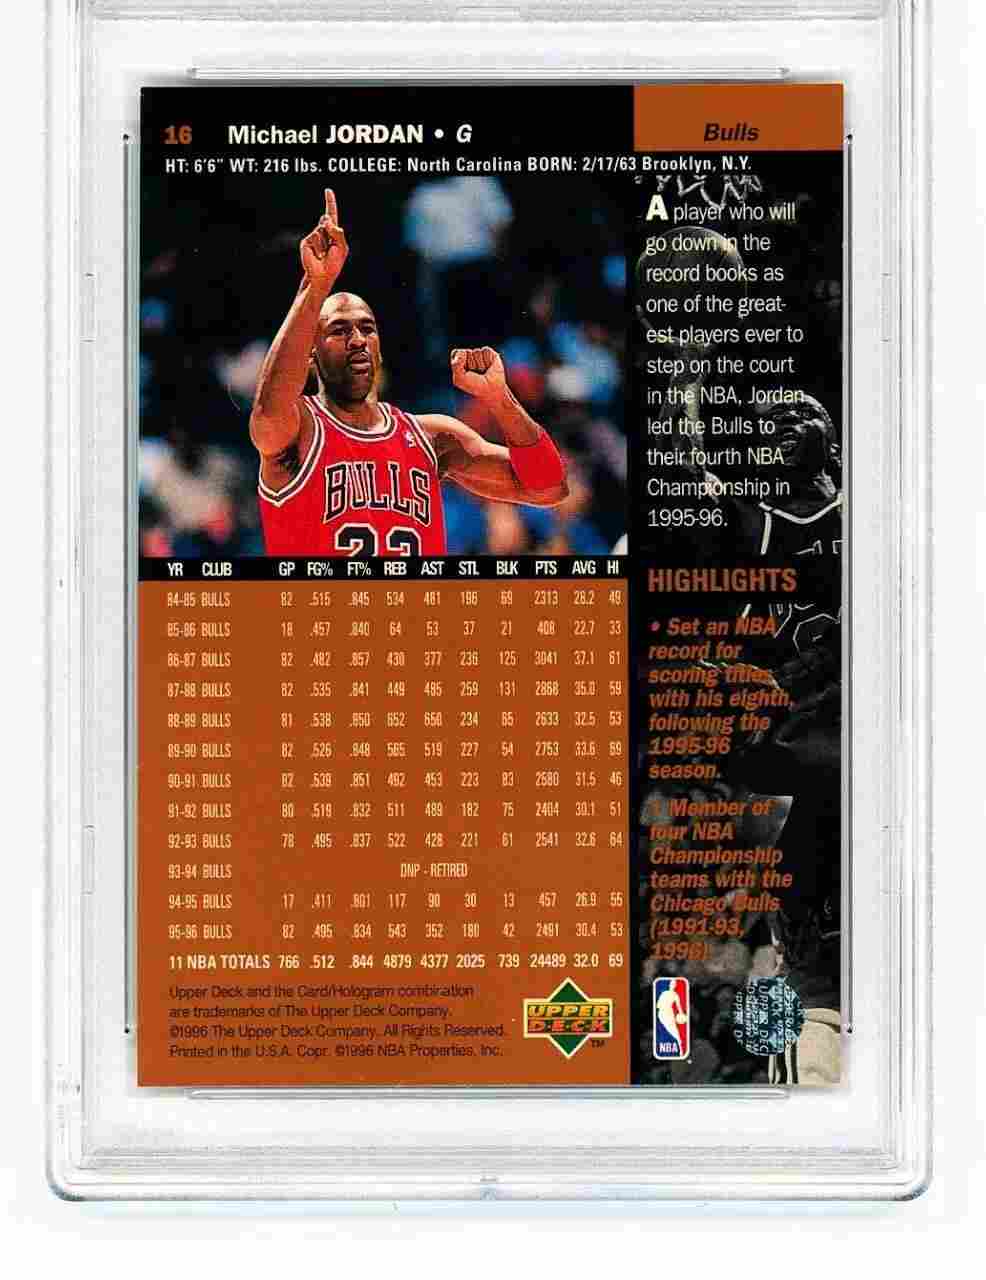 16 Michael JORDAN • G
Bulls
HT: 6'6" WT: 216 lbs. COLLEGE: North Carolina BORN: 2/17/63 Brooklyn, N.Y.
A player who will
go down in the
record books as
one of the great-
est players ever to
step on the court
in the NBA, Jordan
led the Bulls to
their fourth NBA
Championship in
1995-96.
BULLS
23
YR CLUB GP FG% FT% REB AST STL BLK PTS AVG HI
84-85 BULLS 82 .515 .845 534 481 196 69 2313 28.2 49
85-86 BULLS 18 .457 .840 64 53 37 21 408 22.7 33
86-87 BULLS 82 .482 .857 430 377 236 125 3041 37.1 61
87-88 BULLS 82 .535 .841 449 485 259 131 2868 35.0 59
88-89 BULLS 81 .538 .850 652 650 234 65 2633 32.5 53
89-90 BULLS 82 .526 .848 565 519 227 54 2753 33.6 69
90-91 BULLS 82 .539 .851 492 453 223 83 2580 31.5 46
91-92 BULLS 80 .519 .832 511 489 182 75 2404 30.1 51
92-93 BULLS 78 .495 .837 522 428 221 61 2541 32.6 64
93-94 BULLS DNP - RETIRED
94-95 BULLS 17 .411 .801 117 90 30 13 457 26.9 55
95-96 BULLS 82 .495 .834 543 352 180 42 2491 30.4 53
11 NBA TOTALS 766 .512 .844 4879 4377 2025 739 24489 32.0 69
HIGHLIGHTS
• Set an NBA
record for
scoring titles
with his eighth,
following the
1995-96
season.
• Member of
four NBA
Championship
teams with the
Chicago Bulls
(1991-93,
1996)
Upper Deck and the Card/Hologram combination
are trademarks of The Upper Deck Company.
©1996 The Upper Deck Company. All Rights Reserved.
Printed in the U.S.A. Copr. ©1996 NBA Properties, Inc.
UPPER
DECK
TM
NBA